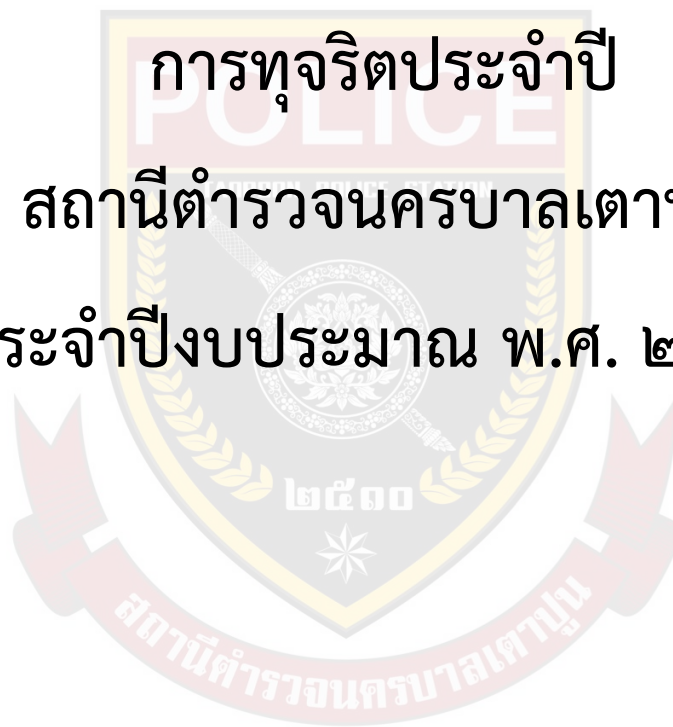 การทุจริตประจำปี
POLICE
TAOPOON POLICE STATION
สถานีตำรวจนครบาลเตา
ระจำปีงบประมาณ พ.ศ. ๒
๒๕๑๐
สถานีตำรวจนครบาลเตาปูน